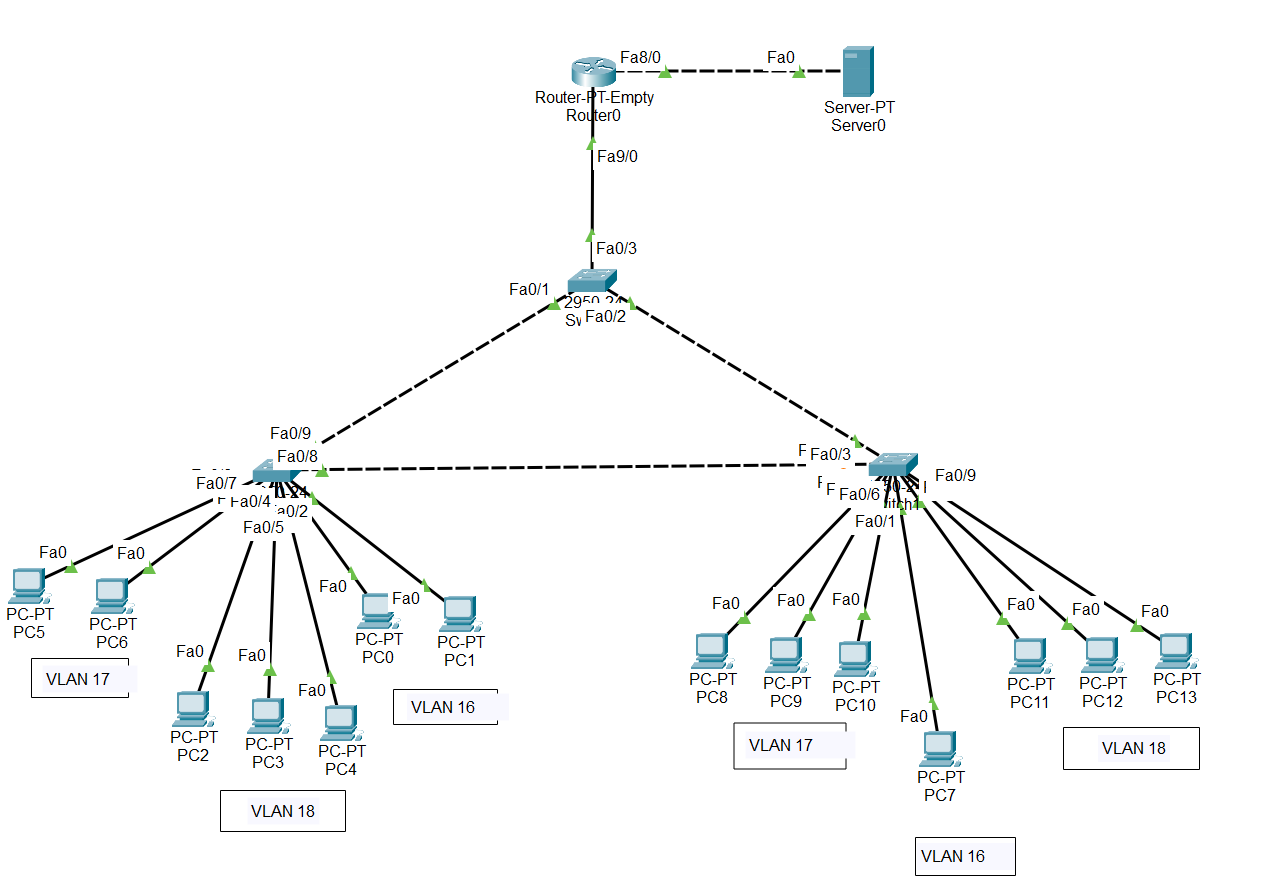 Fa8/0
Fa0
Router-PT-Empty
Router0
Server-PT
Server0
Fa9/0
Fa0/3
Fa0/1
2950-24
Fa0/2
Fa0/9
Fa0/8
Fa0/3
Fa0/7
Fa0/4
Fa0/5
Fa0/9
Fa0/6
Fa0/1
Fa0
Fa0
PC-PT
PC5
PC-PT
PC6
VLAN 17
Fa0
Fa0
Fa0
PC-PT
PC2
PC-PT
PC3
PC-PT
PC4
VLAN 18
Fa0
Fa0
PC-PT
PC0
PC-PT
PC1
VLAN 16
Fa0
Fa0
Fa0
PC-PT
PC8
PC-PT
PC9
PC-PT
PC10
VLAN 17
Fa0
PC-PT
PC7
VLAN 16
Fa0
Fa0
Fa0
PC-PT
PC11
PC-PT
PC12
PC-PT
PC13
VLAN 18